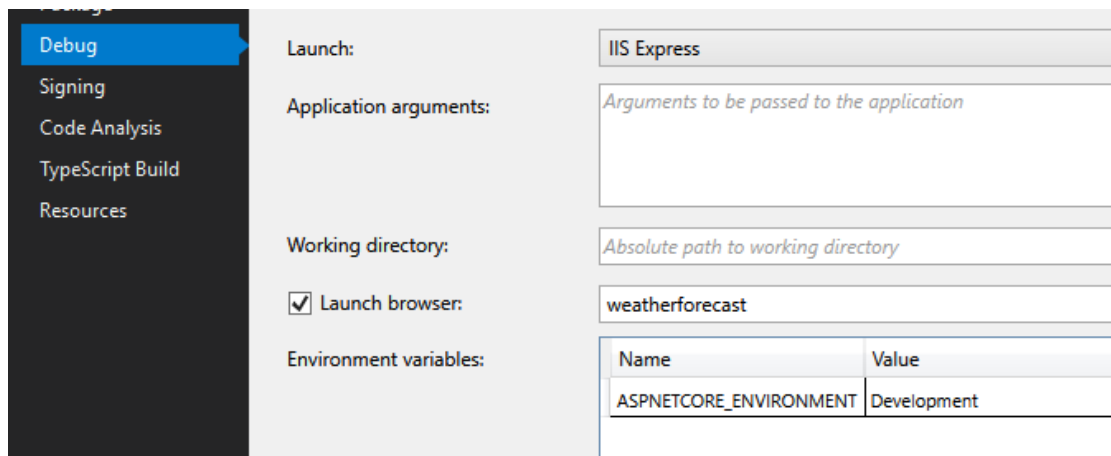 Package
Debug
Signing
Code Analysis
TypeScript Build
Resources
Launch:
IIS Express
Application arguments:
Arguments to be passed to the application
Working directory:
Absolute path to working directory
Launch browser:
weatherforecast
Environment variables:
Name Value
ASPNETCORE_ENVIRONMENT Development